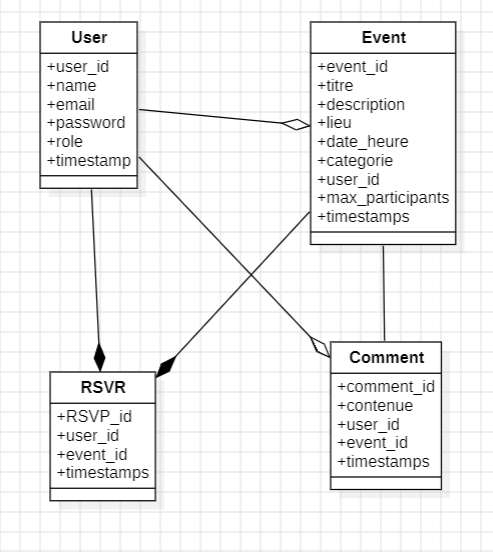 User
+user_id
+name
+email
+password
+role
+timestamp
Event
+event_id
+titre
+description
+lieu
+date_heure
+categorie
+user_id
+max_participants
+timestamps
RSVR
+RSVP_id
+user_id
+event_id
+timestamps
Comment
+comment_id
+contenue
+user_id
+event_id
+timestamps